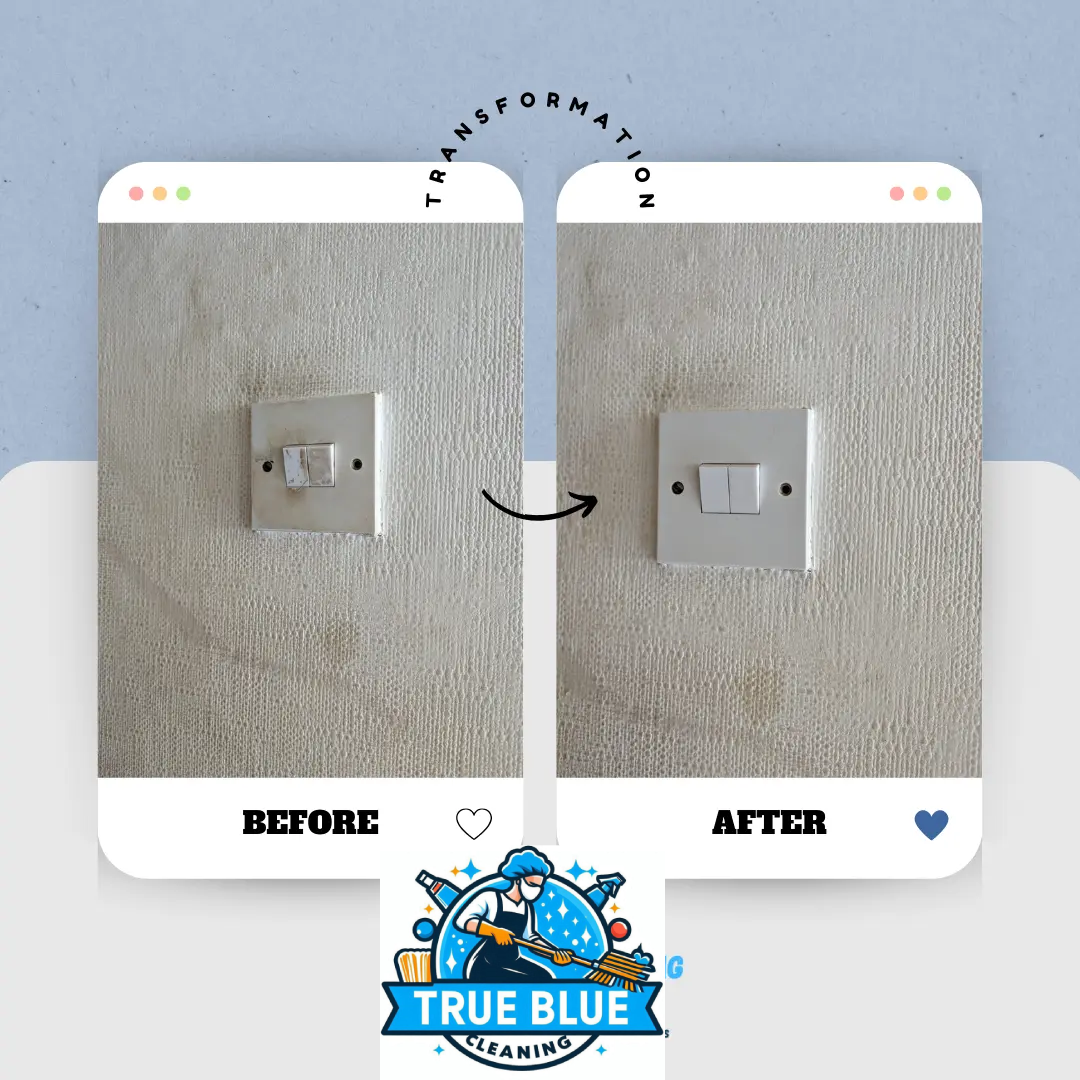 TRANSFORMATION
BEFORE
AFTER
G
TRUE BLUE
S
CLEANING